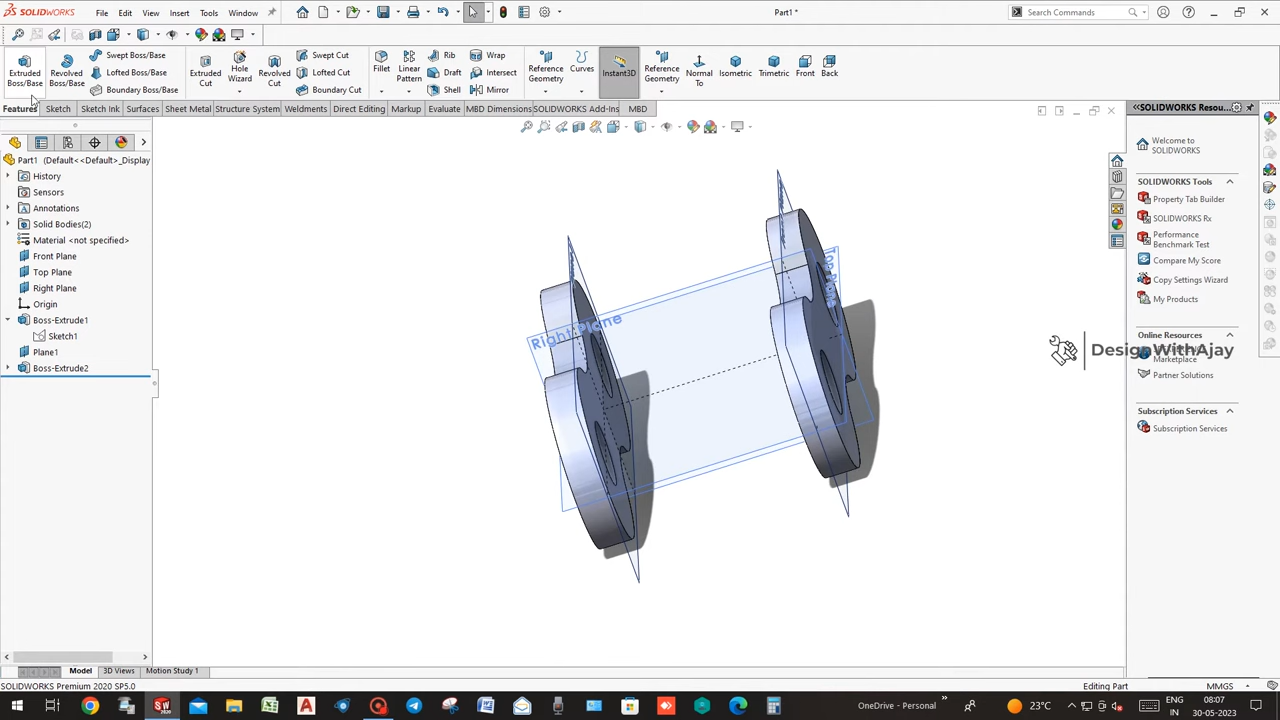 SOLIDWORKS File Edit View Insert Tools Window Part1 * Search Commands
Extruded Boss/Base
Revolved Boss/Base
Swept Boss/Base
Lofted Boss/Base
Boundary Boss/Base
Extruded Cut
Hole Wizard
Revolved Cut
Swept Cut
Lofted Cut
Boundary Cut
Fillet
Linear Pattern
Rib
Draft
Shell
Wrap
Intersect
Mirror
Reference Geometry
Curves
Instant3D
Reference Geometry
Normal To
Isometric
Trimetric
Front
Back
Features Sketch Sketch Ink Surfaces Sheet Metal Structure System Weldments Direct Editing Markup Evaluate MBD Dimensions SOLIDWORKS Add-Ins MBD
Part1 (Default<<Default>_Display
History
Sensors
Annotations
Solid Bodies(2)
Material <not specified>
Front Plane
Top Plane
Right Plane
Origin
Boss-Extrude1
Sketch1
Plane1
Boss-Extrude2
Right Plane
Top Plane
SOLIDWORKS Resou...
Welcome to SOLIDWORKS
SOLIDWORKS Tools
Property Tab Builder
SOLIDWORKS Rx
Performance Benchmark Test
Compare My Score
Copy Settings Wizard
My Products
Online Resources
Marketplace
Partner Solutions
Subscription Services
Subscription Services
DesignWithAjay
Model 3D Views Motion Study 1
SOLIDWORKS Premium 2020 SP5.0 Editing Part MMGS
OneDrive - Personal 23°C ENG IN 08:07 30-05-2023